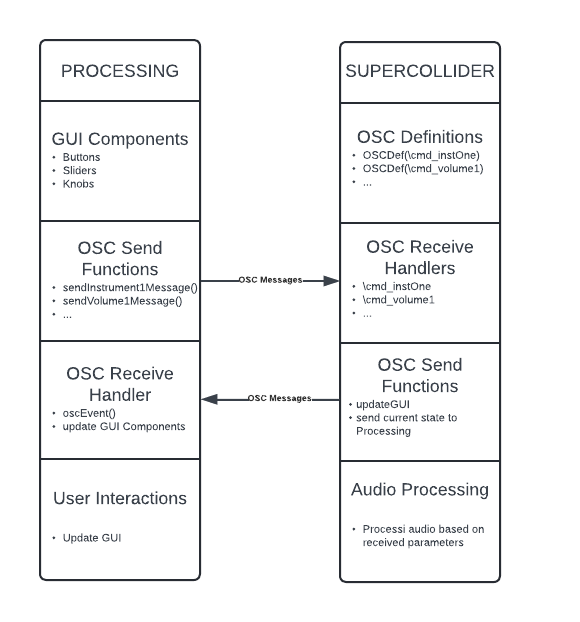 PROCESSING
GUI Components
• Buttons
• Sliders
• Knobs
OSC Send
Functions
• sendInstrument1Message()
• sendVolume1Message()
• ...
OSC Receive
Handler
• oscEvent()
• update GUI Components
User Interactions
• Update GUI
OSC Messages
OSC Messages
SUPERCOLLIDER
OSC Definitions
• OSCDef(\cmd_instOne)
• OSCDef(\cmd_volume1)
• ...
OSC Receive
Handlers
• \cmd_instOne
• \cmd_volume1
• ...
OSC Send
Functions
• updateGUI
• send current state to
Processing
Audio Processing
• Processi audio based on
received parameters